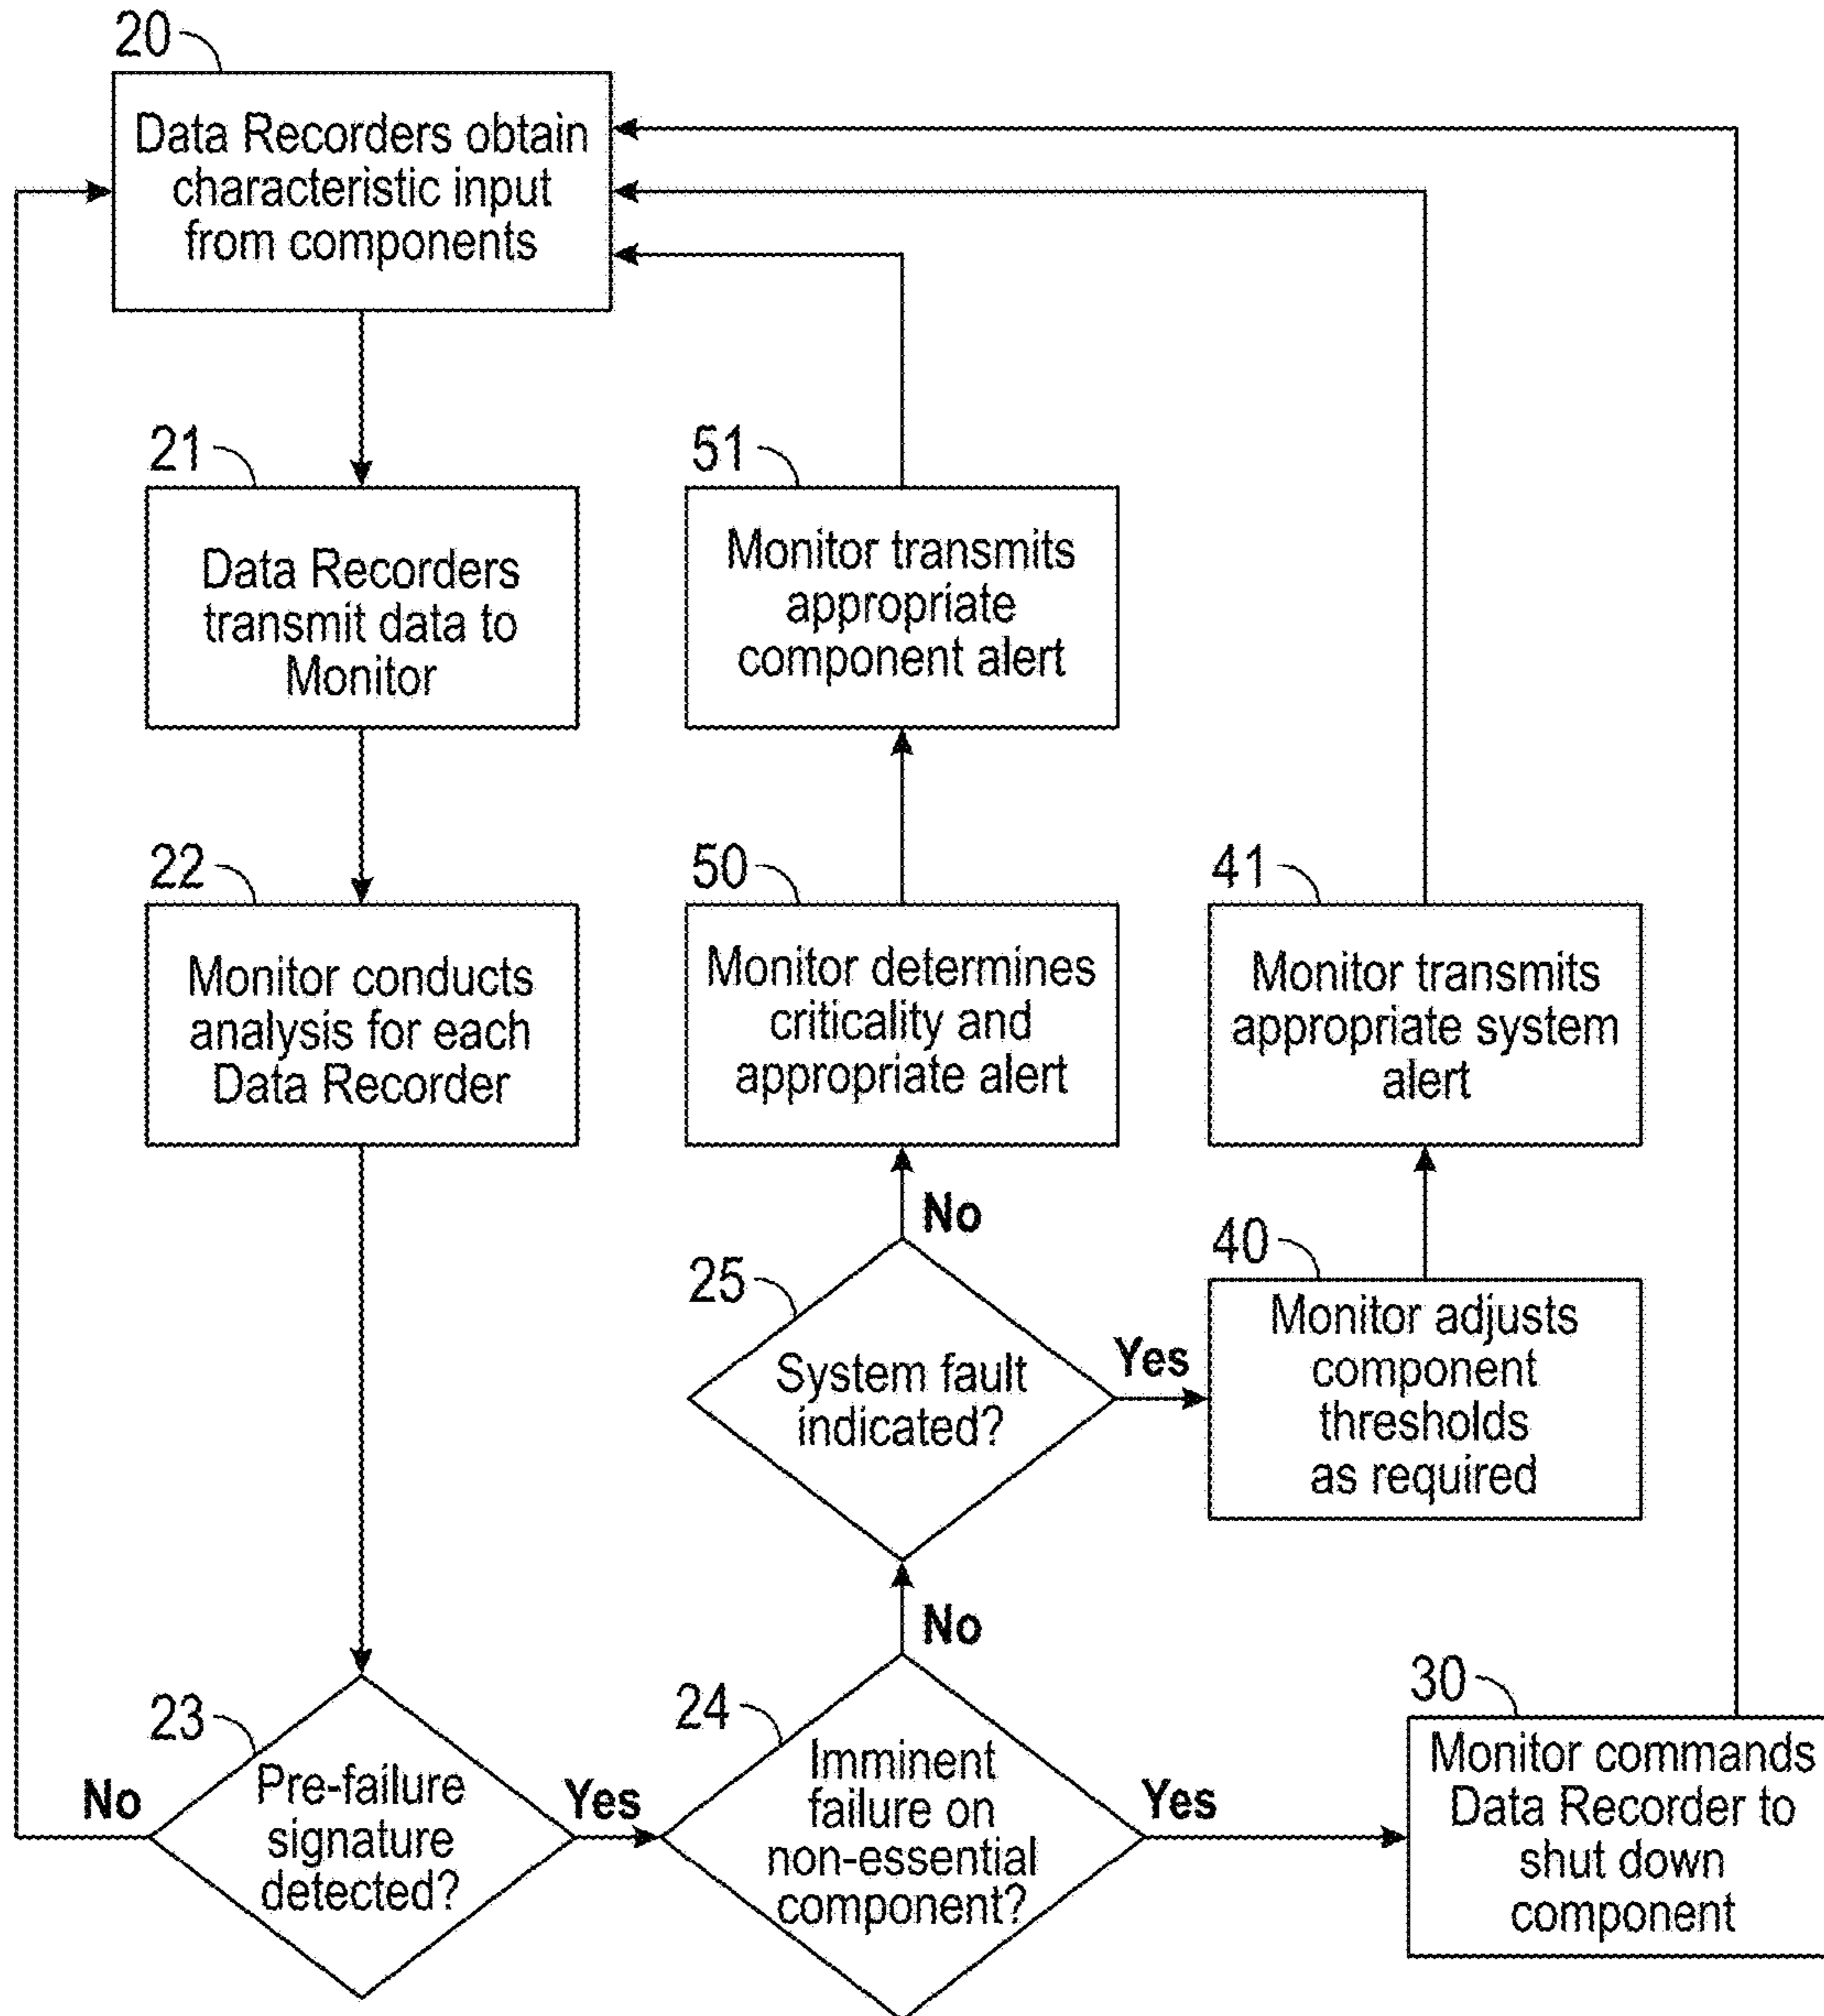 20
Data Recorders obtain
characteristic input
from components
21
Data Recorders
transmit data to
Monitor
51
Monitor transmits
appropriate
component alert
22
Monitor conducts
analysis for each
Data Recorder
50
Monitor determines
criticality and
appropriate alert
41
Monitor transmits
appropriate system
alert
No
25
System fault
indicated?
Yes
40
Monitor adjusts
component
thresholds
as required
No
23
Pre-failure
signature
detected?
No
Yes
24
Imminent
failure on
non-essential
component?
Yes
30
Monitor commands
Data Recorder to
shut down
component